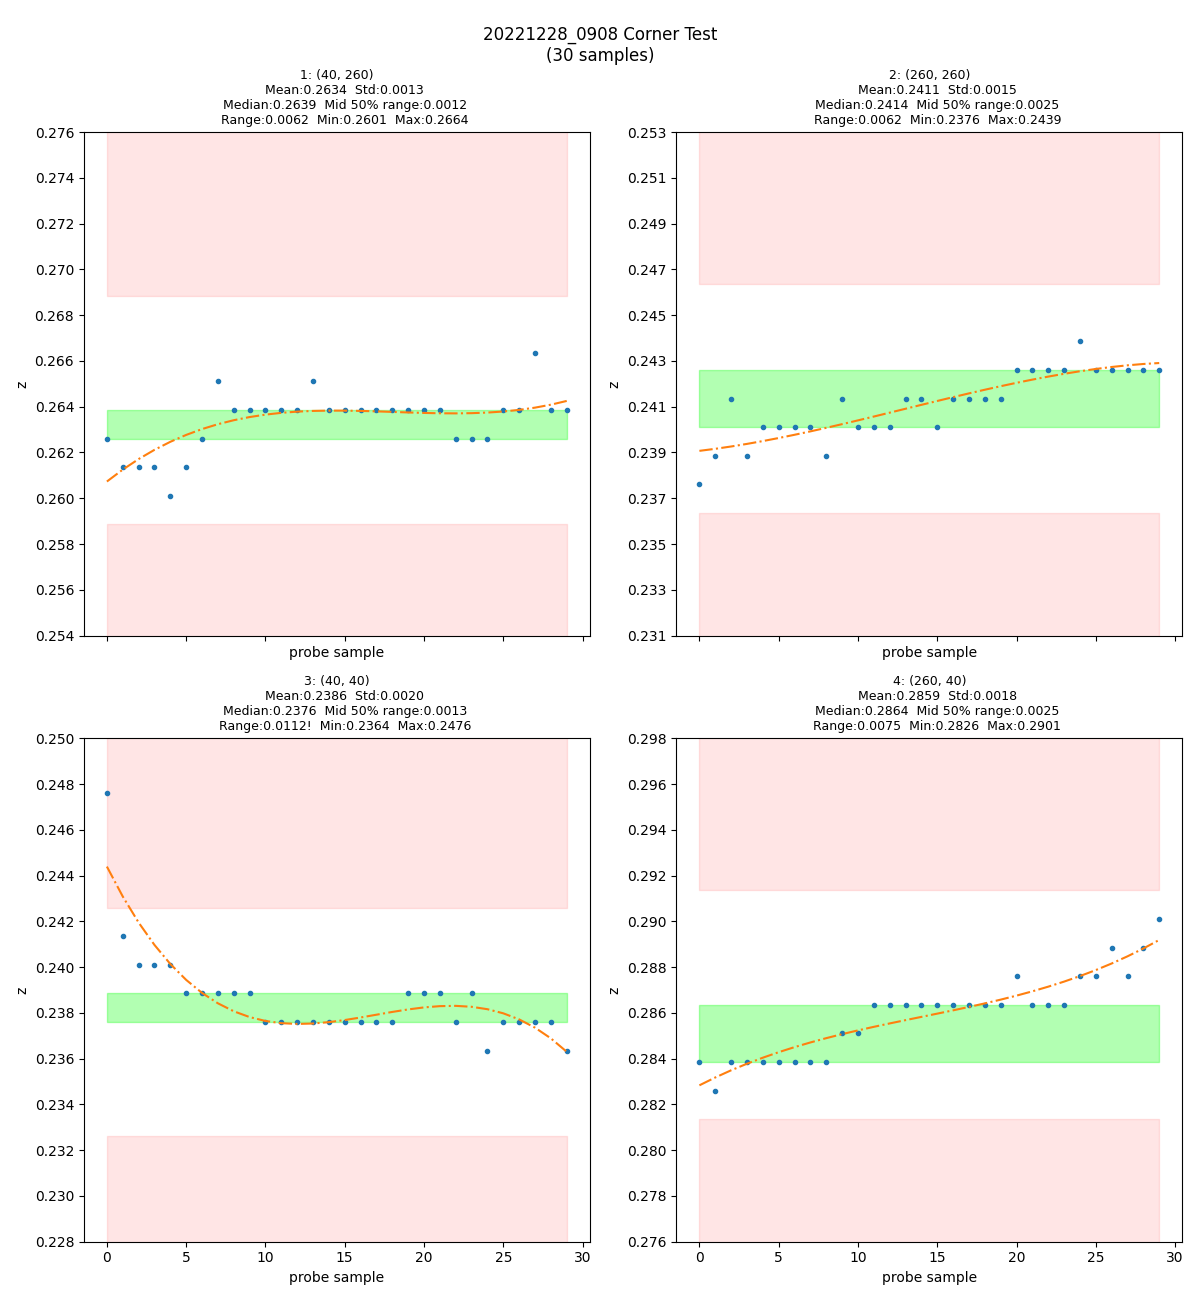 20221228_0908 Corner Test
(30 samples)
1: (40, 260)
Mean:0.2634  Std:0.0013
Median:0.2639  Mid 50% range:0.0012
Range:0.0062  Min:0.2601  Max:0.2664
0.276
0.274
0.272
0.270
0.268
0.266
0.264
0.262
0.260
0.258
0.256
0.254
z
probe sample
2: (260, 260)
Mean:0.2411  Std:0.0015
Median:0.2414  Mid 50% range:0.0025
Range:0.0062  Min:0.2376  Max:0.2439
0.253
0.251
0.249
0.247
0.245
0.243
0.241
0.239
0.237
0.235
0.233
0.231
z
probe sample
3: (40, 40)
Mean:0.2386  Std:0.0020
Median:0.2376  Mid 50% range:0.0013
Range:0.0112!  Min:0.2364  Max:0.2476
0.250
0.248
0.246
0.244
0.242
0.240
0.238
0.236
0.234
0.232
0.230
0.228
z
0 5 10 15 20 25 30
probe sample
4: (260, 40)
Mean:0.2859  Std:0.0018
Median:0.2864  Mid 50% range:0.0025
Range:0.0075  Min:0.2826  Max:0.2901
0.298
0.296
0.294
0.292
0.290
0.288
0.286
0.284
0.282
0.280
0.278
0.276
z
0 5 10 15 20 25 30
probe sample